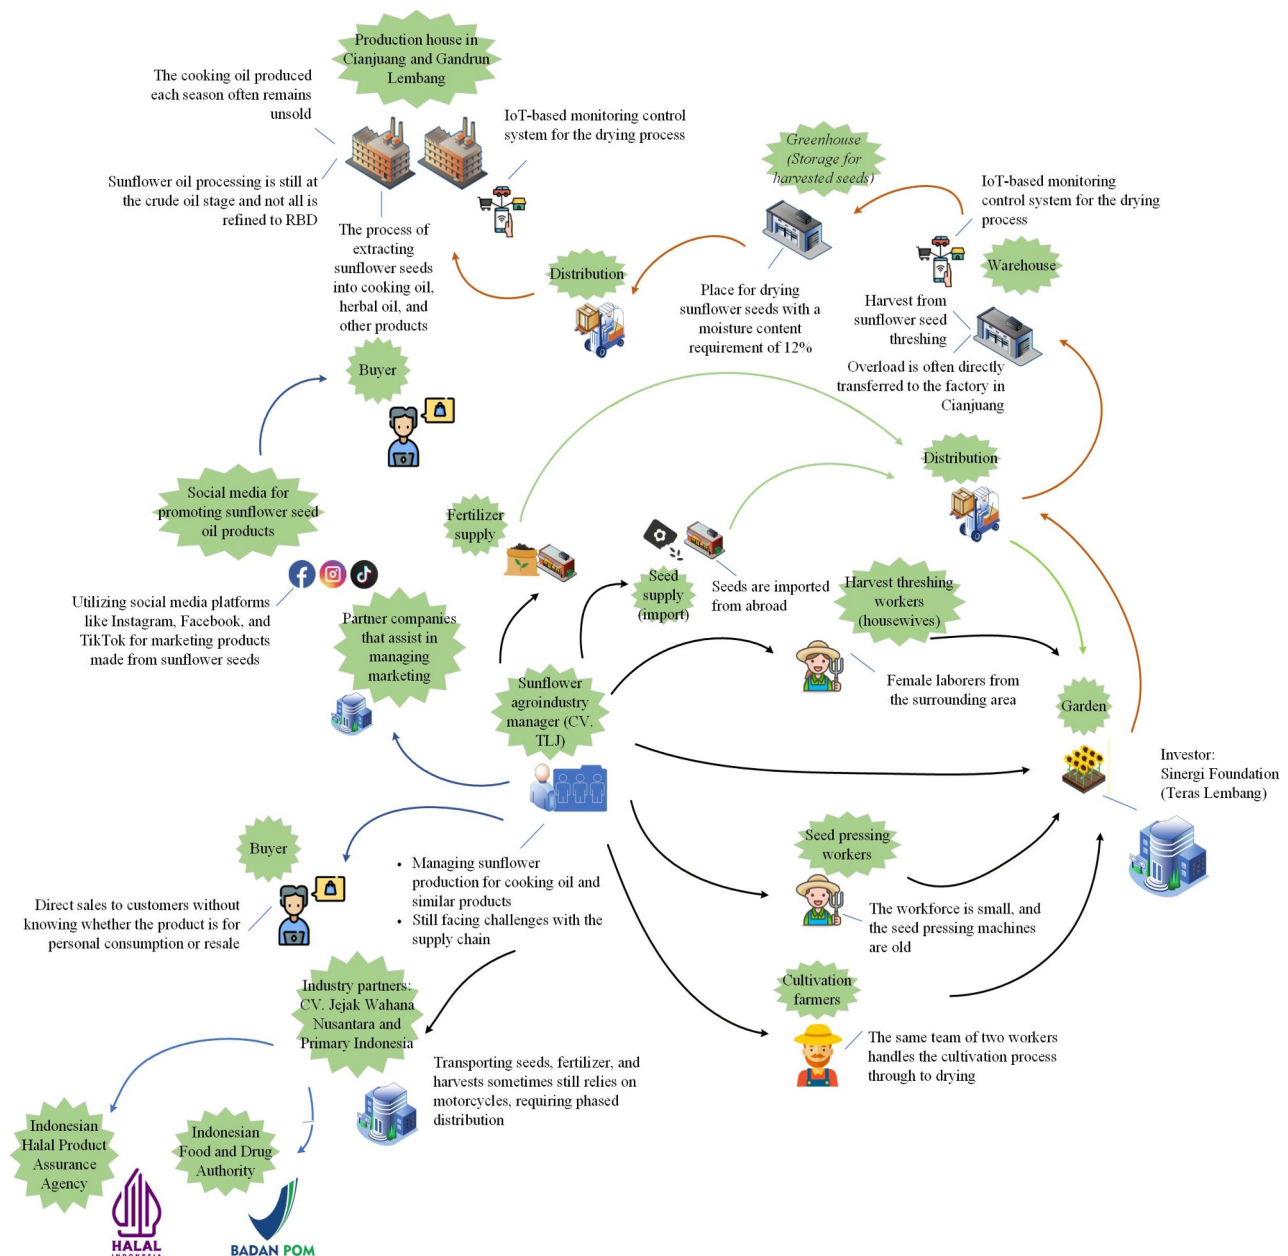 Production house in
Cianjuang and Gandrun
Lembang
The cooking oil produced
each season often remains
unsold
IoT-based monitoring control
system for the drying process
Sunflower oil processing is still at
the crude oil stage and not all is
refined to RBD
The process of
extracting
sunflower seeds
into cooking oil,
herbal oil, and
other products
Greenhouse
(Storage for
harvested seeds)
IoT-based monitoring
control system for the drying
process
Warehouse
Distribution
Place for drying
sunflower seeds with a
moisture content
requirement of 12%
Harvest from
sunflower seed
threshing
Overload is often directly
transferred to the factory in
Cianjuang
Buyer
Distribution
Social media for
promoting sunflower seed
oil products
Fertilizer
supply
Seed
supply
(import)
Seeds are imported
from abroad
Harvest threshing
workers
(housewives)
Utilizing social media platforms
like Instagram, Facebook, and
TikTok for marketing products
made from sunflower seeds
Partner companies
that assist in
managing
marketing
Sunflower
agroindustry
manager (CV.
TLJ)
Female laborers from
the surrounding area
Garden
Investor:
Sinergi Foundation
(Teras Lembang)
Buyer
Direct sales to customers without
knowing whether the product is for
personal consumption or resale
• Managing sunflower
production for cooking oil and
similar products
• Still facing challenges with the
supply chain
Seed pressing
workers
The workforce is small, and
the seed pressing machines
are old
Industry partners:
CV. Jejak Wahana
Nusantara and
Primary Indonesia
Cultivation
farmers
The same team of two workers
handles the cultivation process
through to drying
Transporting seeds, fertilizer, and
harvests sometimes still relies on
motorcycles, requiring phased
distribution
Indonesian
Halal Product
Assurance
Agency
Indonesian
Food and Drug
Authority
HALAL
INDONESIA
BADAN POM